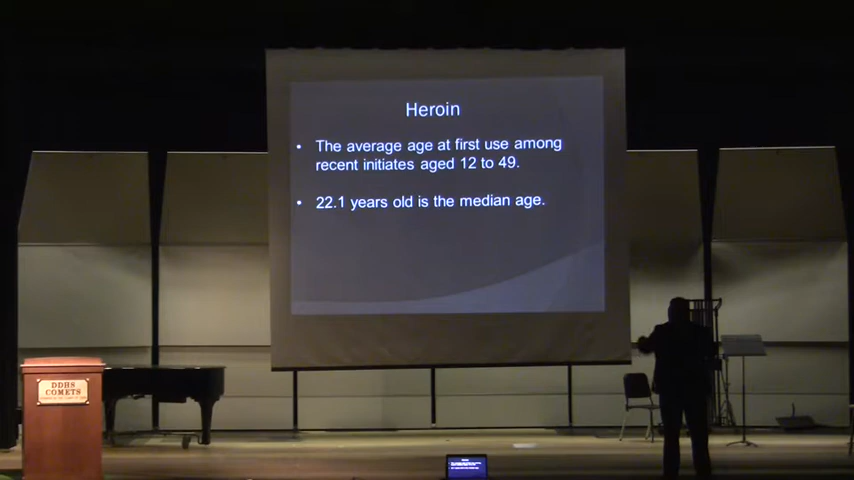 Heroin
• The average age at first use among
recent initiates aged 12 to 49.
• 22.1 years old is the median age.
DDHS
COMETS